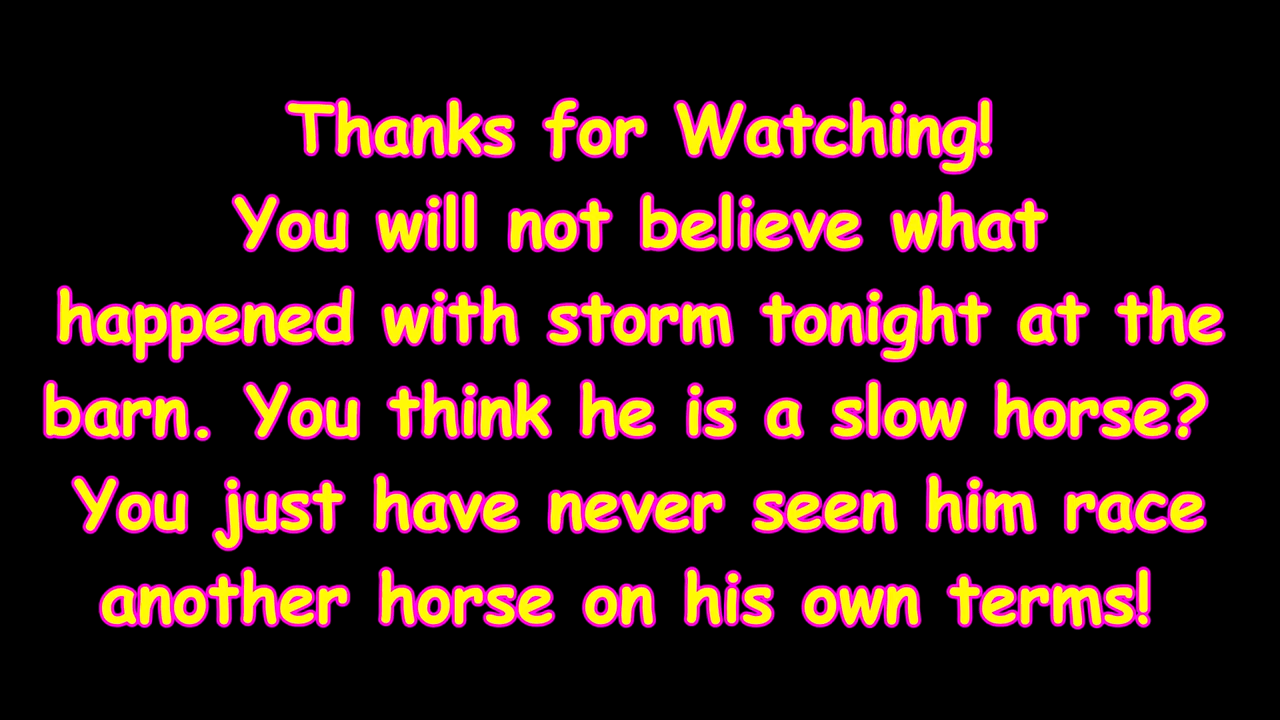 Thanks for Watching!
You will not believe what
happened with storm tonight at the
barn. You think he is a slow horse?
You just have never seen him race
another horse on his own terms!